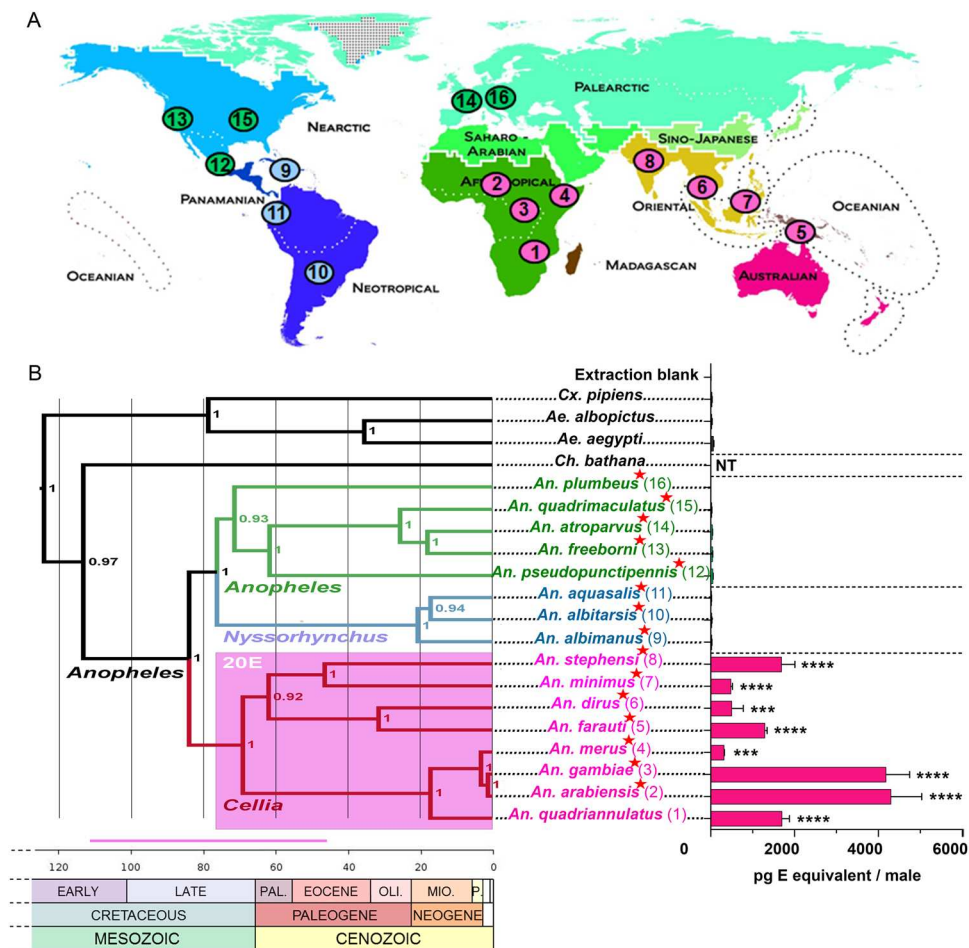 A
PALEARCTIC
14 16
13 15
NEARCTIC
SAHARO-
ARABIAN
SINO-JAPANESE
12 9
8
2 AFROTROPICAL
PANAMANIAN
4
6
3
7
11
ORIENTAL
OCEANIAN
5
1
OCEANIAN
10
NEOTROPICAL
MADAGASCAN
AUSTRALIAN
B
Extraction blank
Cx. pipiens
1
Ae. albopictus
1
Ae. aegypti
1
Ch. bathana NT
An. plumbeus (16)
An. quadrimaculatus (15)
0.93
1
An. atroparvus (14)
1
1
An. freeborni (13)
0.97
An. pseudopunctipennis (12)
Anopheles
1
An. aquasalis (11)
0.94
An. albitarsis (10)
1
Nyssorhynchus
An. albimanus (9)
Anopheles
1
20E
An. stephensi (8) ****
1
An. minimus (7) ****
0.92
An. dirus (6) ***
1
An. farauti (5) ****
1
An. merus (4) ***
1
An. gambiae (3) ****
1
An. arabiensis (2) ****
Cellia
1
An. quadriannulatus (1) ****
0 2000 4000 6000
pg E equivalent / male
120 100 80 60 40 20 0
EARLY LATE PAL. EOCENE OLI. MIO. P.
CRETACEOUS PALEOGENE NEOGENE
MESOZOIC CENOZOIC